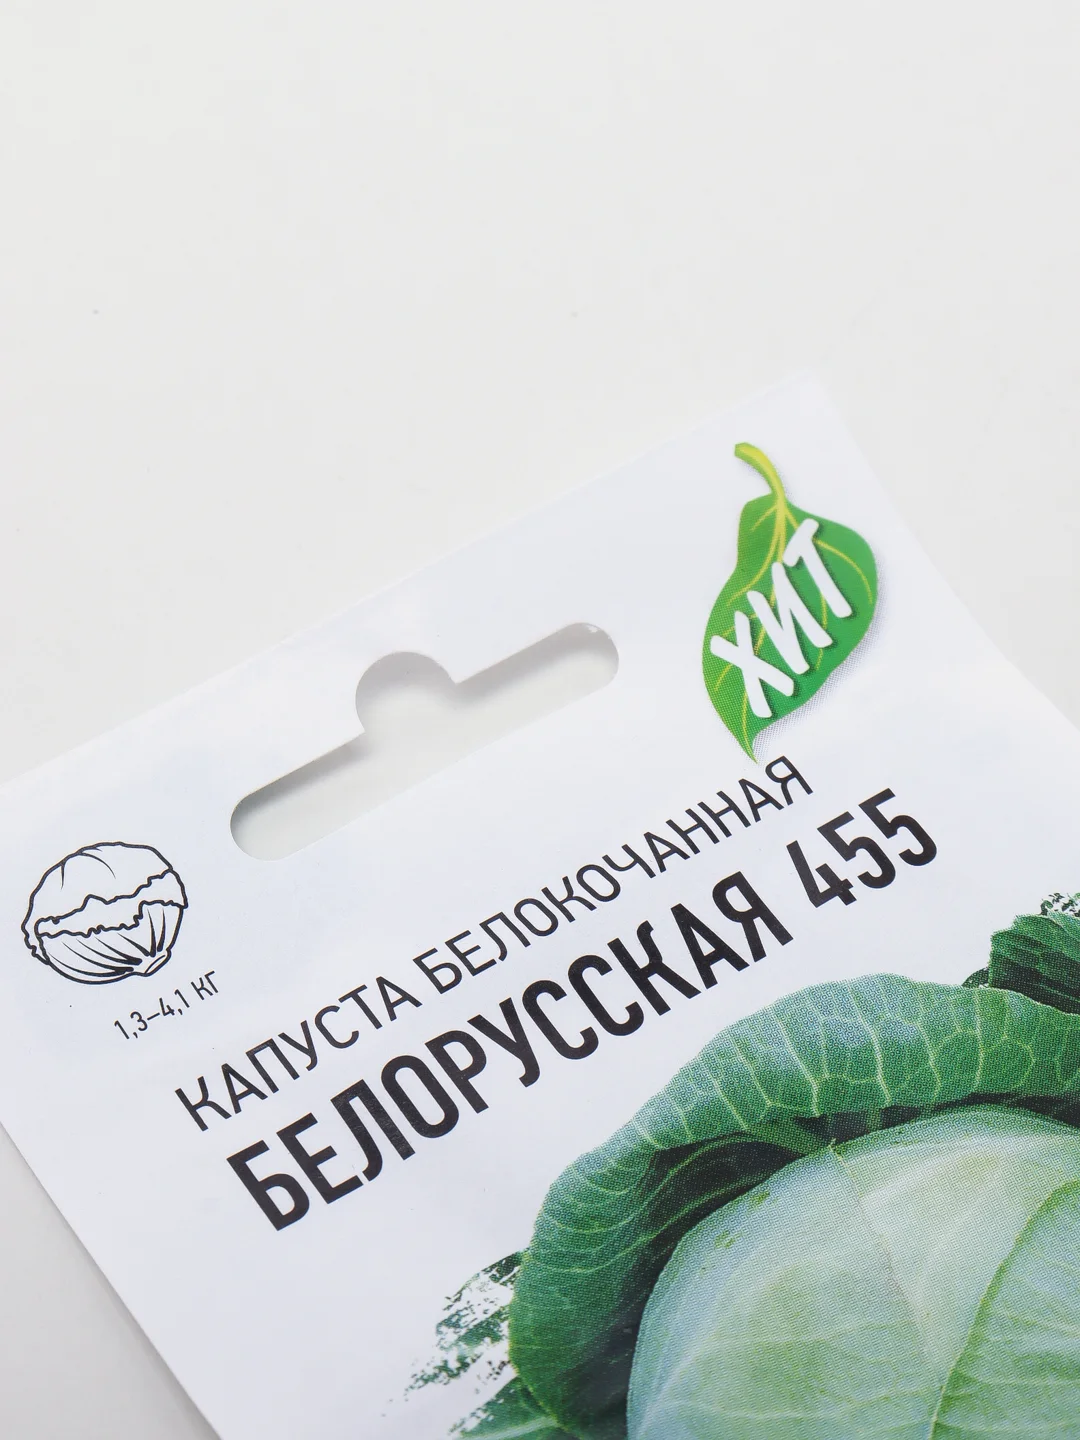 ХИТ
1,3–4,1 КГ
КАПУСТА БЕЛОКОЧАННАЯ
БЕЛОРУССКАЯ 455